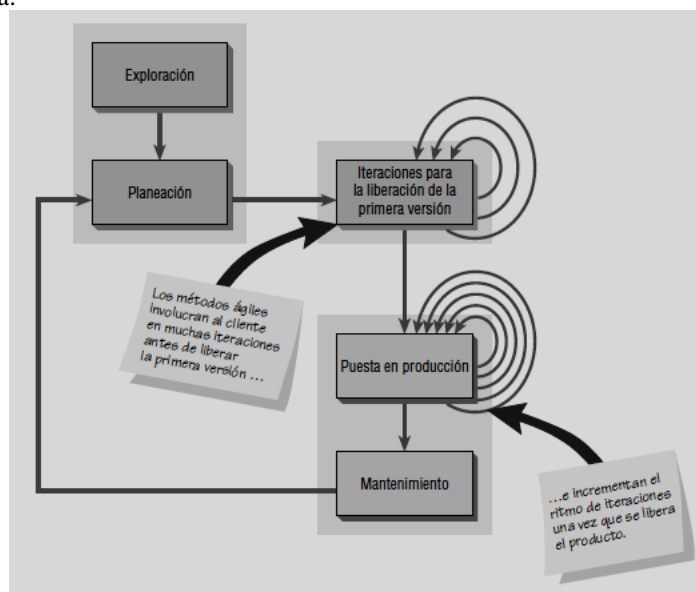 a.
Exploración
Planeación
Iteraciones para
la liberación de la
primera versión
Los métodos ágiles
involucran al cliente
en muchas iteraciones
antes de liberar
la primera versión ...
Puesta en producción
Mantenimiento
...e incrementan el
ritmo de iteraciones
una vez que se libera
el producto.